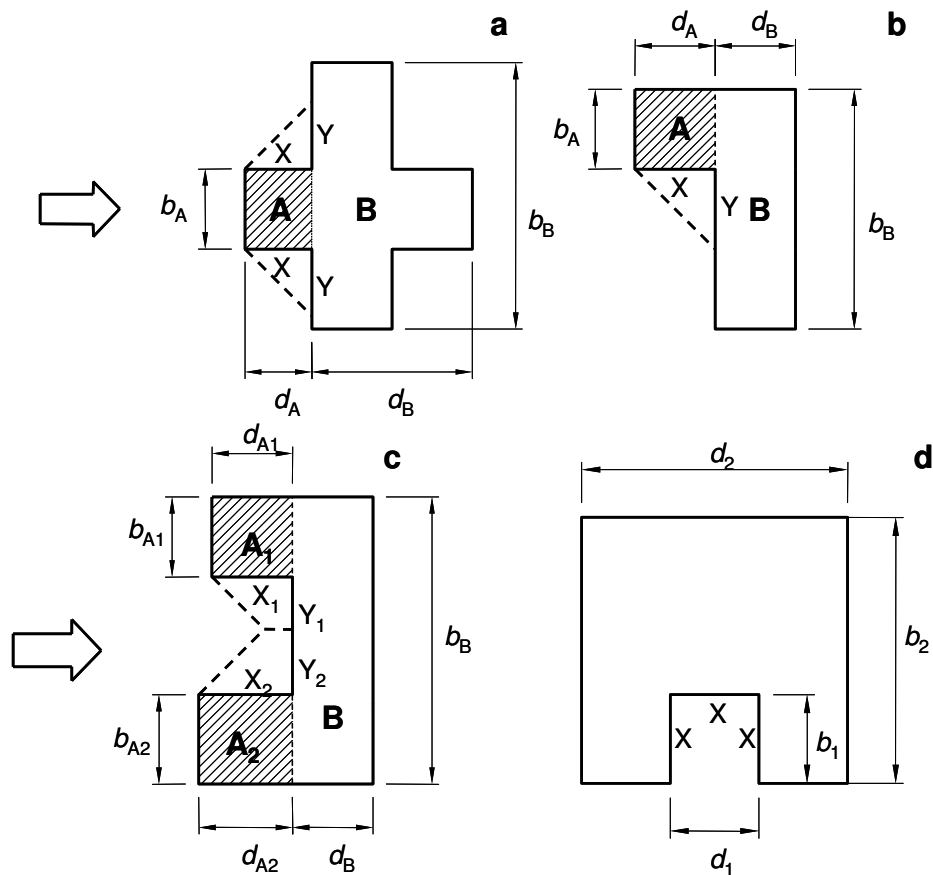 a
Y
X
b_A
A
B
b_B
X
Y
d_A
d_B
b
d_A
d_B
b_A
A
X
Y
B
b_B
c
d_A1
b_A1
A_1
X_1
Y_1
b_B
Y_2
X_2
B
b_A2
A_2
d_A2
d_B
d
d_2
b_2
X
X
X
b_1
d_1